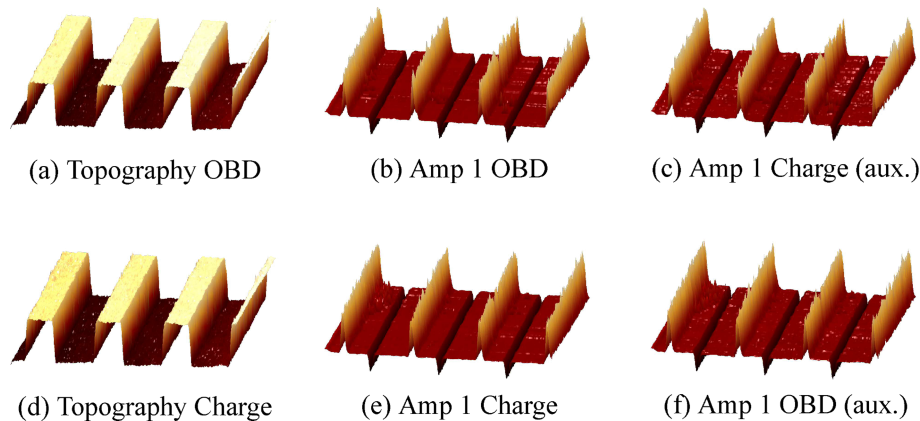 (a) Topography OBD
(b) Amp 1 OBD
(c) Amp 1 Charge (aux.)
(d) Topography Charge
(e) Amp 1 Charge
(f) Amp 1 OBD (aux.)